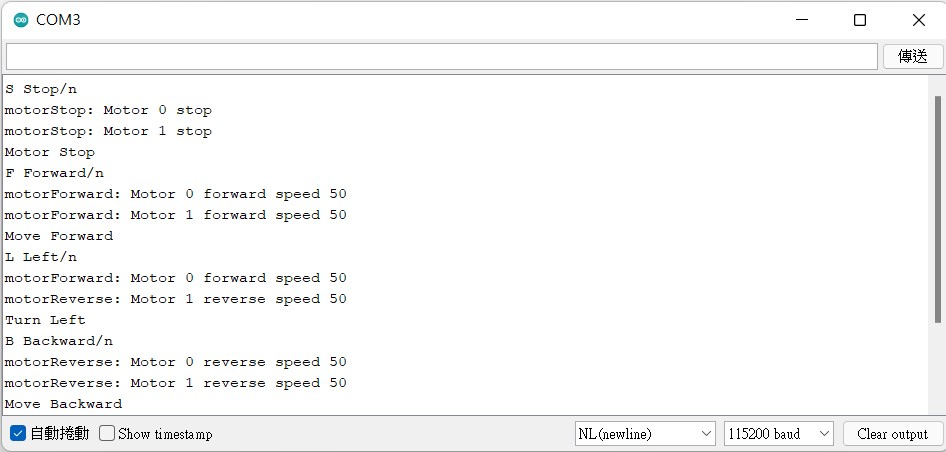 COM3
傳送
S Stop/n
motorStop: Motor 0 stop
motorStop: Motor 1 stop
Motor Stop
F Forward/n
motorForward: Motor 0 forward speed 50
motorForward: Motor 1 forward speed 50
Move Forward
L Left/n
motorForward: Motor 0 forward speed 50
motorReverse: Motor 1 reverse speed 50
Turn Left
B Backward/n
motorReverse: Motor 0 reverse speed 50
motorReverse: Motor 1 reverse speed 50
Move Backward
自動捲動 Show timestamp NL(newline) 115200 baud Clear output